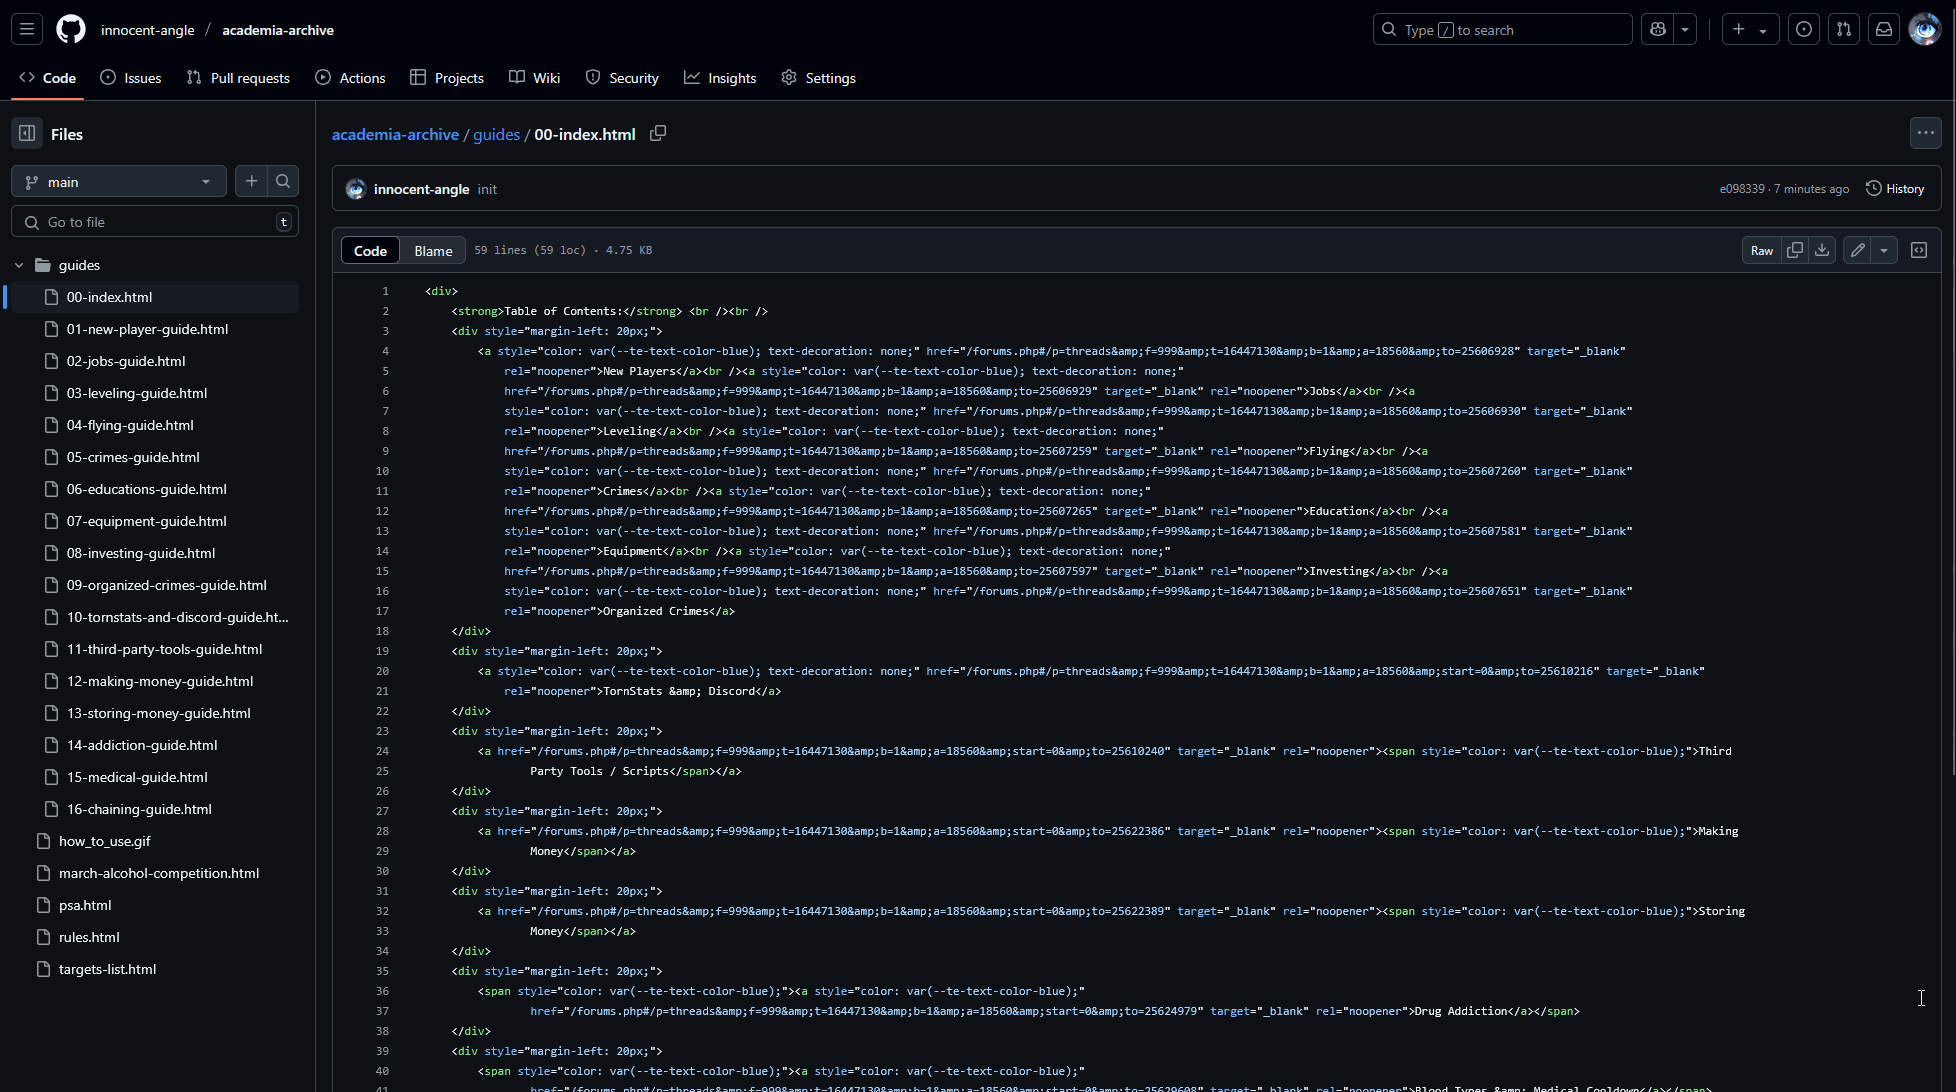 innocent-angle / academia-archive
Type / to search
Code Issues Pull requests Actions Projects Wiki Security Insights Settings
Files
main
Go to file t
guides
00-index.html
01-new-player-guide.html
02-jobs-guide.html
03-leveling-guide.html
04-flying-guide.html
05-crimes-guide.html
06-educations-guide.html
07-equipment-guide.html
08-investing-guide.html
09-organized-crimes-guide.html
10-tornstats-and-discord-guide.ht...
11-third-party-tools-guide.html
12-making-money-guide.html
13-storing-money-guide.html
14-addiction-guide.html
15-medical-guide.html
16-chaining-guide.html
how_to_use.gif
march-alcohol-competition.html
psa.html
rules.html
targets-list.html
academia-archive / guides / 00-index.html
innocent-angle init
e098339 · 7 minutes ago History
Code Blame 59 lines (59 loc) · 4.75 KB Raw
1 <div>
2 <strong>Table of Contents:</strong> <br /><br />
3 <div style="margin-left: 20px;">
4 <a style="color: var(--te-text-color-blue); text-decoration: none;" href="/forums.php#/p=threads&amp;f=999&amp;t=16447130&amp;b=1&amp;a=18560&amp;to=25606928" target="_blank"
5 rel="noopener">New Players</a><br /><a style="color: var(--te-text-color-blue); text-decoration: none;"
6 href="/forums.php#/p=threads&amp;f=999&amp;t=16447130&amp;b=1&amp;a=18560&amp;to=25606929" target="_blank" rel="noopener">Jobs</a><br /><a
7 style="color: var(--te-text-color-blue); text-decoration: none;" href="/forums.php#/p=threads&amp;f=999&amp;t=16447130&amp;b=1&amp;a=18560&amp;to=25606930" target="_blank"
8 rel="noopener">Leveling</a><br /><a style="color: var(--te-text-color-blue); text-decoration: none;"
9 href="/forums.php#/p=threads&amp;f=999&amp;t=16447130&amp;b=1&amp;a=18560&amp;to=25607259" target="_blank" rel="noopener">Flying</a><br /><a
10 style="color: var(--te-text-color-blue); text-decoration: none;" href="/forums.php#/p=threads&amp;f=999&amp;t=16447130&amp;b=1&amp;a=18560&amp;to=25607260" target="_blank"
11 rel="noopener">Crimes</a><br /><a style="color: var(--te-text-color-blue); text-decoration: none;"
12 href="/forums.php#/p=threads&amp;f=999&amp;t=16447130&amp;b=1&amp;a=18560&amp;to=25607265" target="_blank" rel="noopener">Education</a><br /><a
13 style="color: var(--te-text-color-blue); text-decoration: none;" href="/forums.php#/p=threads&amp;f=999&amp;t=16447130&amp;b=1&amp;a=18560&amp;to=25607581" target="_blank"
14 rel="noopener">Equipment</a><br /><a style="color: var(--te-text-color-blue); text-decoration: none;"
15 href="/forums.php#/p=threads&amp;f=999&amp;t=16447130&amp;b=1&amp;a=18560&amp;to=25607597" target="_blank" rel="noopener">Investing</a><br /><a
16 style="color: var(--te-text-color-blue); text-decoration: none;" href="/forums.php#/p=threads&amp;f=999&amp;t=16447130&amp;b=1&amp;a=18560&amp;to=25607651" target="_blank"
17 rel="noopener">Organized Crimes</a>
18 </div>
19 <div style="margin-left: 20px;">
20 <a style="color: var(--te-text-color-blue); text-decoration: none;" href="/forums.php#/p=threads&amp;f=999&amp;t=16447130&amp;b=1&amp;a=18560&amp;start=0&amp;to=25610216" target="_blank"
21 rel="noopener">TornStats &amp; Discord</a>
22 </div>
23 <div style="margin-left: 20px;">
24 <a href="/forums.php#/p=threads&amp;f=999&amp;t=16447130&amp;b=1&amp;a=18560&amp;start=0&amp;to=25610240" target="_blank" rel="noopener"><span style="color: var(--te-text-color-blue);">Third
25 Party Tools / Scripts</span></a>
26 </div>
27 <div style="margin-left: 20px;">
28 <a href="/forums.php#/p=threads&amp;f=999&amp;t=16447130&amp;b=1&amp;a=18560&amp;start=0&amp;to=25622386" target="_blank" rel="noopener"><span style="color: var(--te-text-color-blue);">Making
29 Money</span></a>
30 </div>
31 <div style="margin-left: 20px;">
32 <a href="/forums.php#/p=threads&amp;f=999&amp;t=16447130&amp;b=1&amp;a=18560&amp;start=0&amp;to=25622389" target="_blank" rel="noopener"><span style="color: var(--te-text-color-blue);">Storing
33 Money</span></a>
34 </div>
35 <div style="margin-left: 20px;">
36 <span style="color: var(--te-text-color-blue);"><a style="color: var(--te-text-color-blue);"
37 href="/forums.php#/p=threads&amp;f=999&amp;t=16447130&amp;b=1&amp;a=18560&amp;start=0&amp;to=25624979" target="_blank" rel="noopener">Drug Addiction</a></span>
38 </div>
39 <div style="margin-left: 20px;">
40 <span style="color: var(--te-text-color-blue);"><a style="color: var(--te-text-color-blue);"
41 href="/forums.php#/p=threads&amp;f=999&amp;t=16447130&amp;b=1&amp;a=18560&amp;start=0&amp;to=25629608" target="_blank" rel="noopener">Blood Types &amp; Medical Cooldown</a></span>